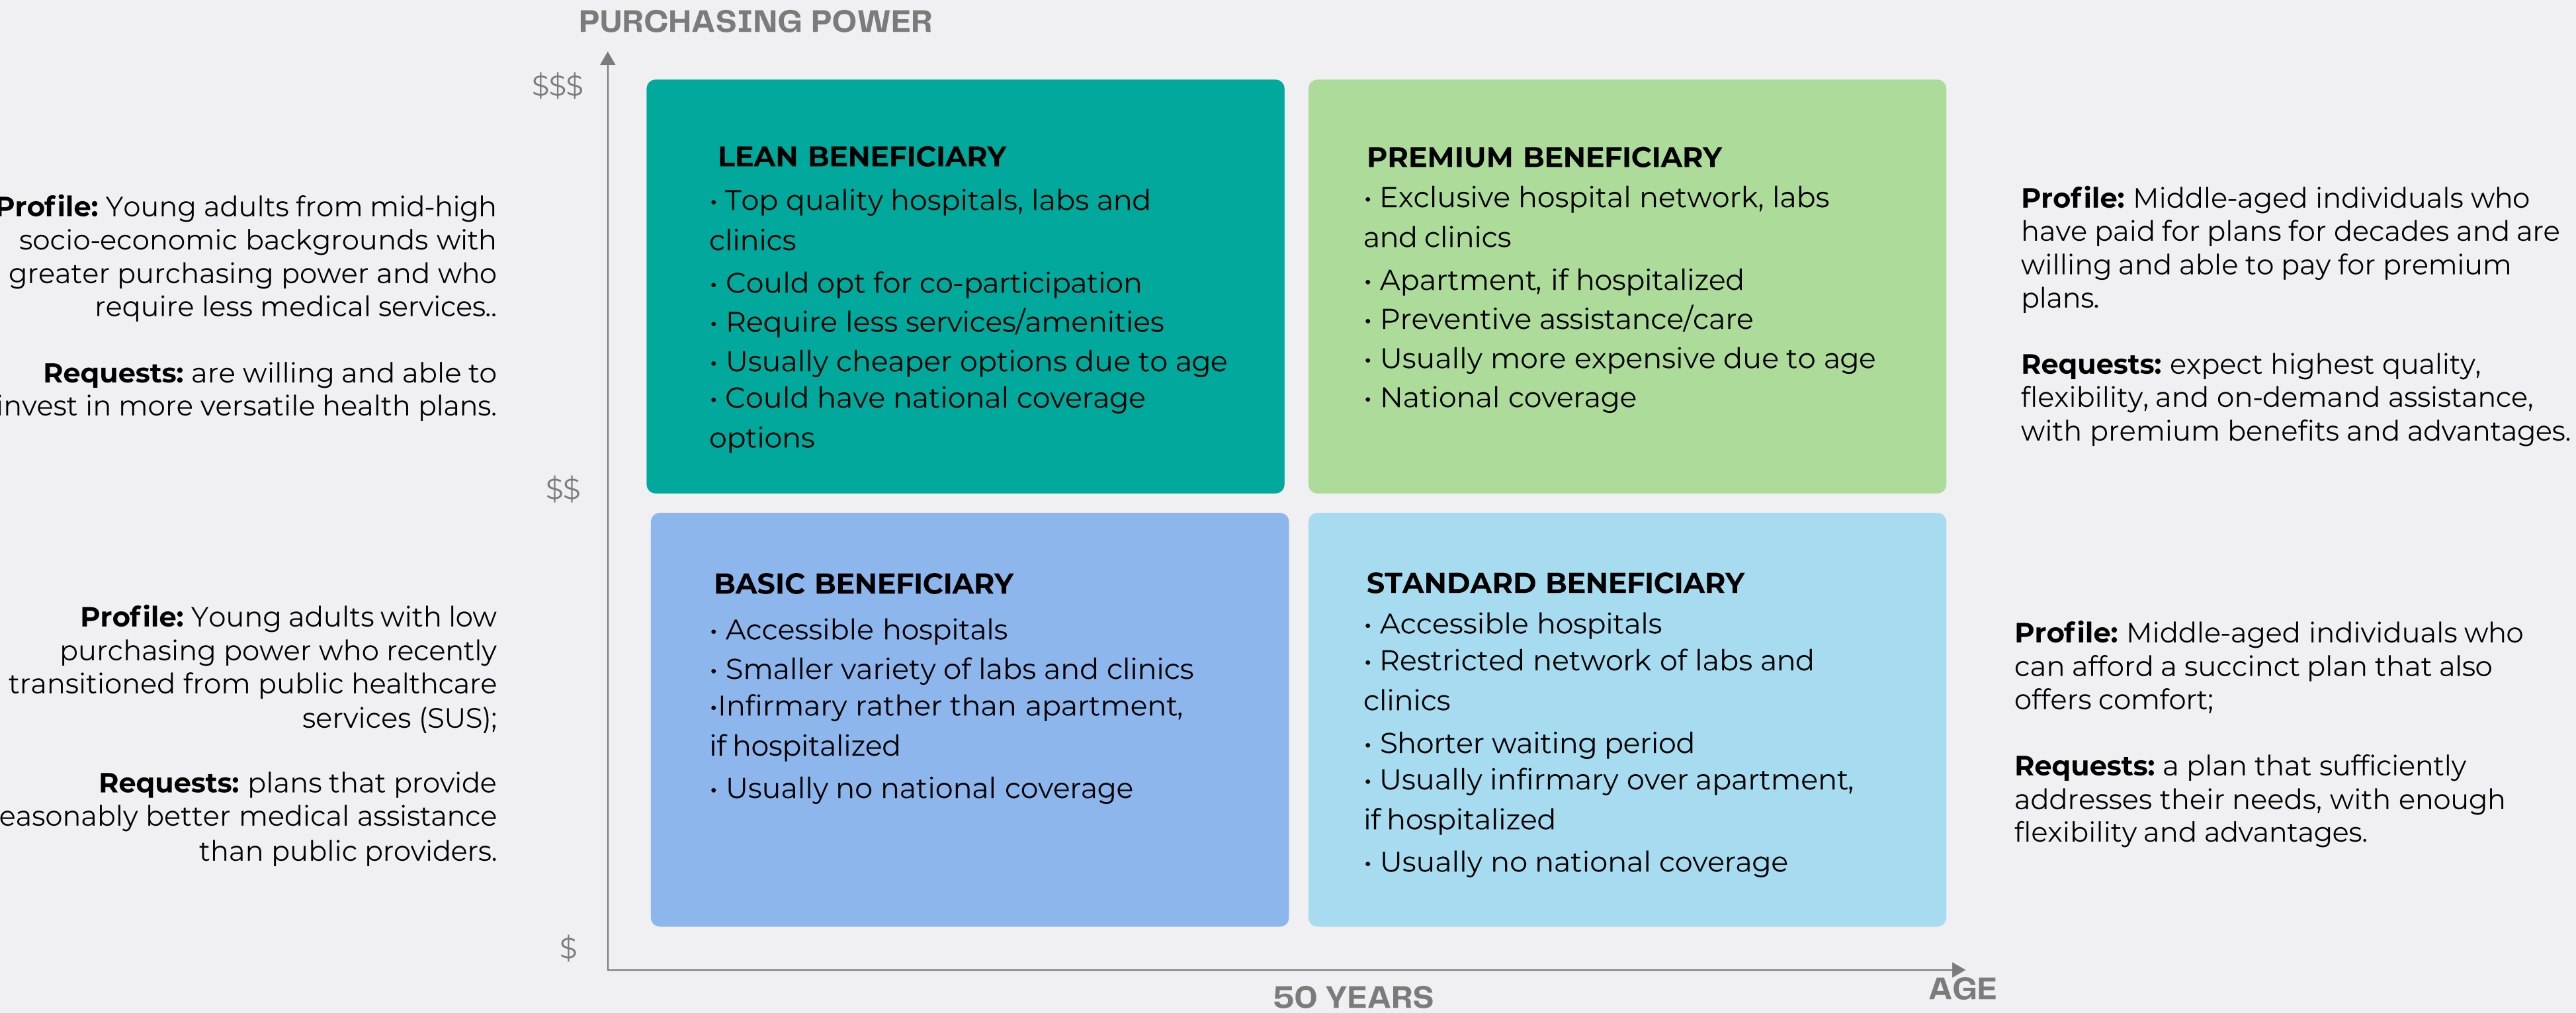 PURCHASING POWER
$$$
Profile: Young adults from mid-high
socio-economic backgrounds with
greater purchasing power and who
require less medical services..
Requests: are willing and able to
invest in more versatile health plans.
LEAN BENEFICIARY
• Top quality hospitals, labs and
clinics
• Could opt for co-participation
• Require less services/amenities
• Usually cheaper options due to age
• Could have national coverage
options
PREMIUM BENEFICIARY
• Exclusive hospital network, labs
and clinics
• Apartment, if hospitalized
• Preventive assistance/care
• Usually more expensive due to age
• National coverage
Profile: Middle-aged individuals who
have paid for plans for decades and are
willing and able to pay for premium
plans.
Requests: expect highest quality,
flexibility, and on-demand assistance,
with premium benefits and advantages.
$$
Profile: Young adults with low
purchasing power who recently
transitioned from public healthcare
services (SUS);
Requests: plans that provide
easonably better medical assistance
than public providers.
BASIC BENEFICIARY
• Accessible hospitals
• Smaller variety of labs and clinics
•Infirmary rather than apartment,
if hospitalized
• Usually no national coverage
STANDARD BENEFICIARY
• Accessible hospitals
• Restricted network of labs and
clinics
• Shorter waiting period
• Usually infirmary over apartment,
if hospitalized
• Usually no national coverage
Profile: Middle-aged individuals who
can afford a succinct plan that also
offers comfort;
Requests: a plan that sufficiently
addresses their needs, with enough
flexibility and advantages.
$
50 YEARS
AGE